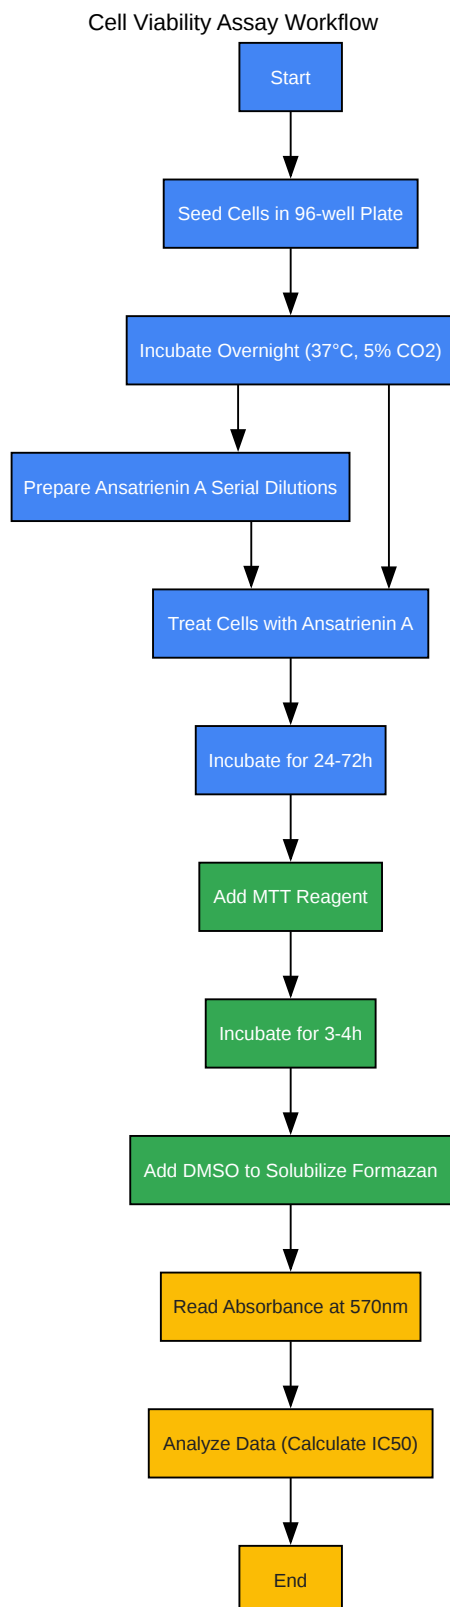 Cell Viability Assay Workflow
Start
Seed Cells in 96-well Plate
Incubate Overnight (37°C, 5% CO2)
Prepare Ansatrienin A Serial Dilutions
Treat Cells with Ansatrienin A
Incubate for 24-72h
Add MTT Reagent
Incubate for 3-4h
Add DMSO to Solubilize Formazan
Read Absorbance at 570nm
Analyze Data (Calculate IC50)
End